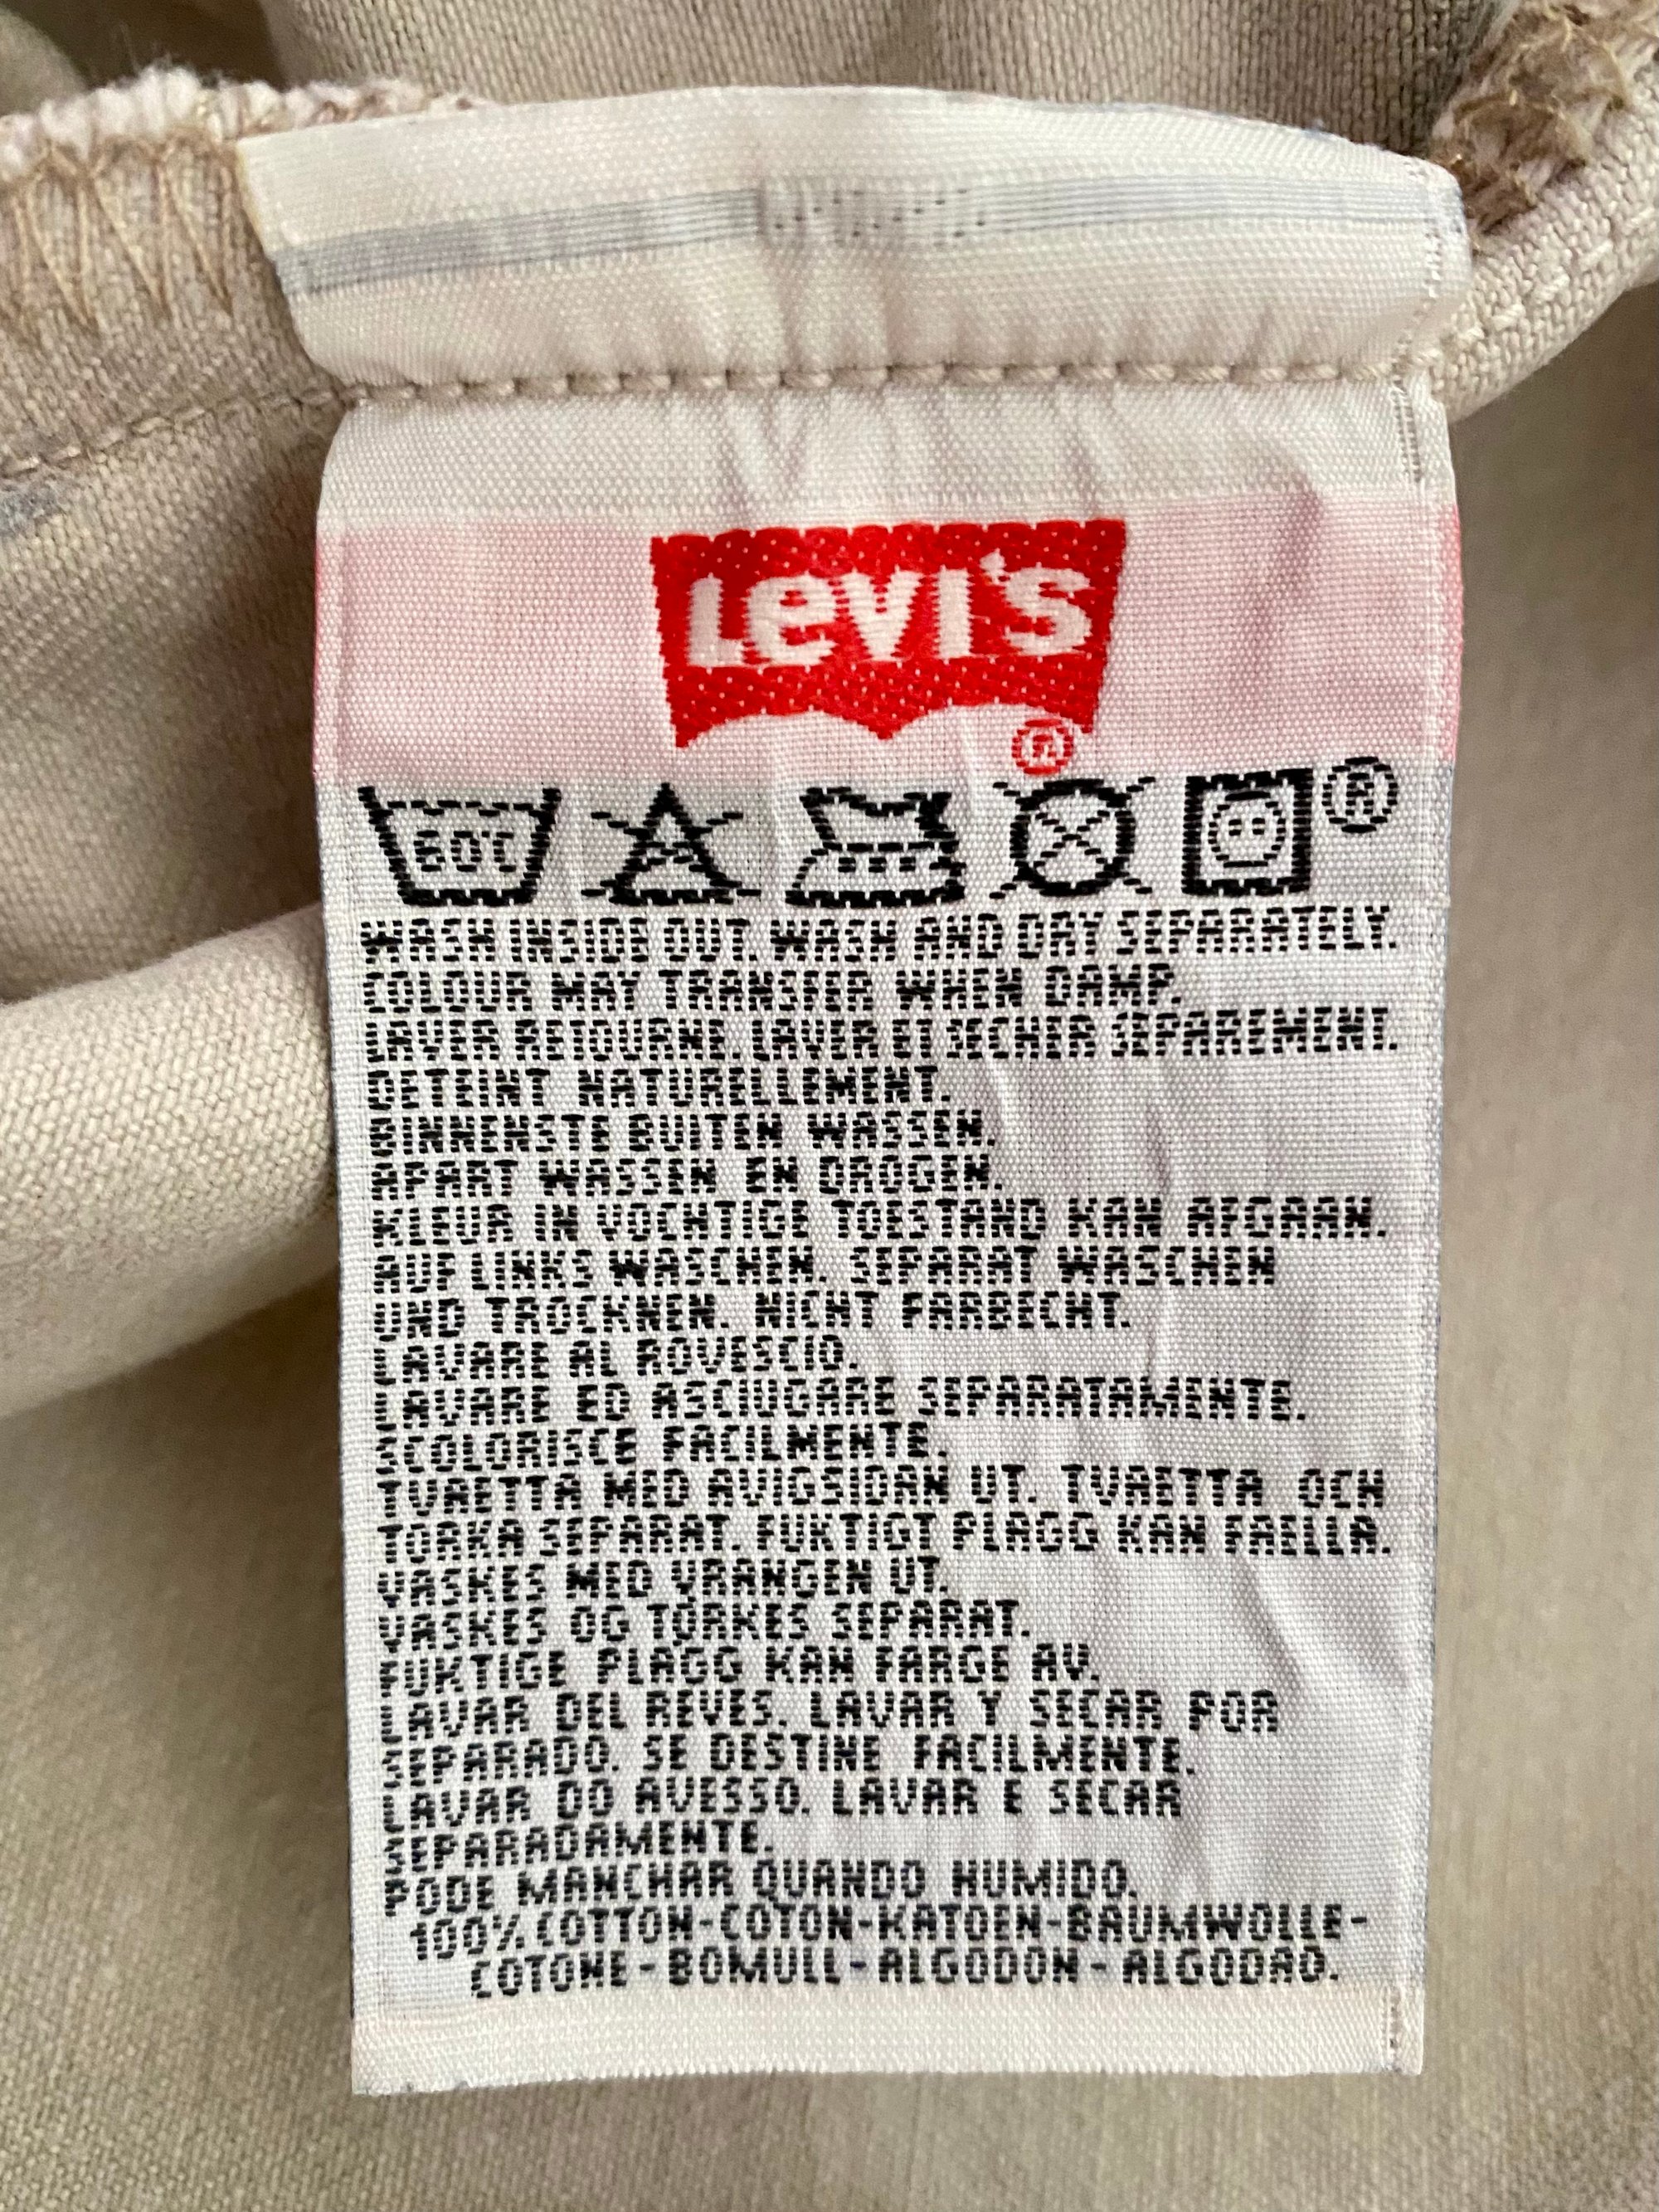 Levi's
®
60°C ®
WASH INSIDE OUT. WASH AND DRY SEPARATELY.
COLOUR MAY TRANSFER WHEN DAMP.
LAVER RETOURNE. LAVER ET SECHER SEPAREMENT.
DETEINT NATURELLEMENT.
BINNENSTE BUITEN WASSEN.
APART WASSEN EN DROGEN.
KLEUR IN VOCHTIGE TOESTAND KAN AFGAAN.
AUF LINKS WASCHEN. SEPARAT WASCHEN
UND TROCKNEN. NICHT FARBECHT.
LAVARE AL ROVESCIO.
LAVARE ED ASCIUGARE SEPARATAMENTE.
SCOLORISCE FACILMENTE.
TVAETTA MED AVIGSIDAN UT. TVAETTA OCH
TORKA SEPARAT. FUKTIGT PLAGG KAN FAELLA.
VASKES MED VRANGEN UT.
VASKES OG TORKES SEPARAT.
FUKTIGE PLAGG KAN FARGE AV.
LAVAR DEL REVES. LAVAR Y SECAR POR
SEPARADO. SE DESTINE FACILMENTE.
LAVAR DO AVESSO. LAVAR E SECAR
SEPARADAMENTE.
PODE MANCHAR QUANDO HUMIDO.
100% COTTON-COTON-KATOEN-BAUMWOLLE-
COTONE-BOMULL-ALGODON-ALGODAO.